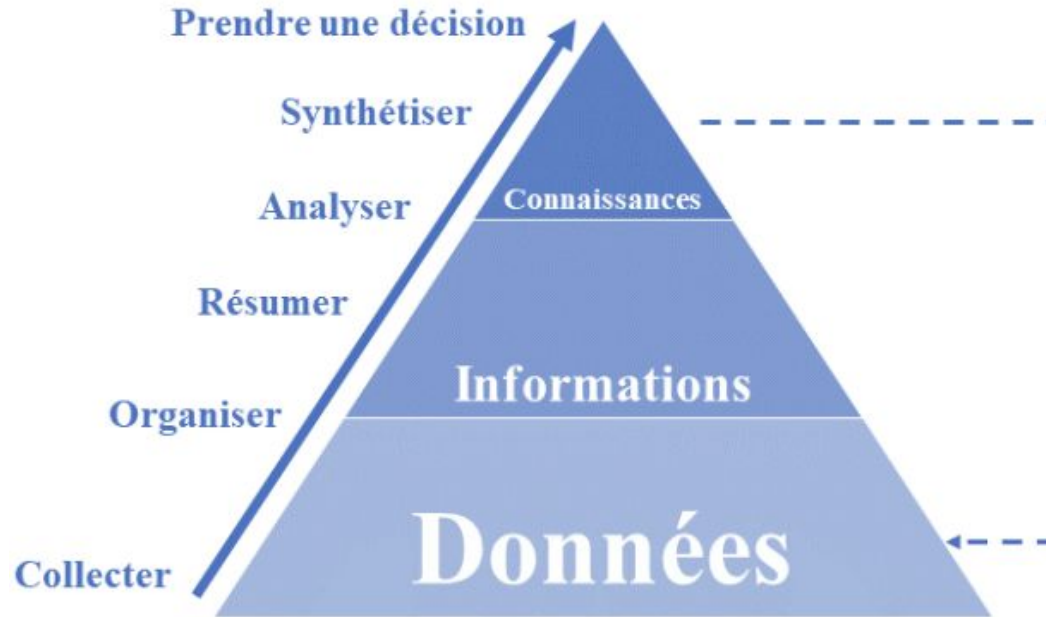 Prendre une décision
Synthétiser
Analyser
Connaissances
Résumer
Informations
Organiser
Données
Collecter